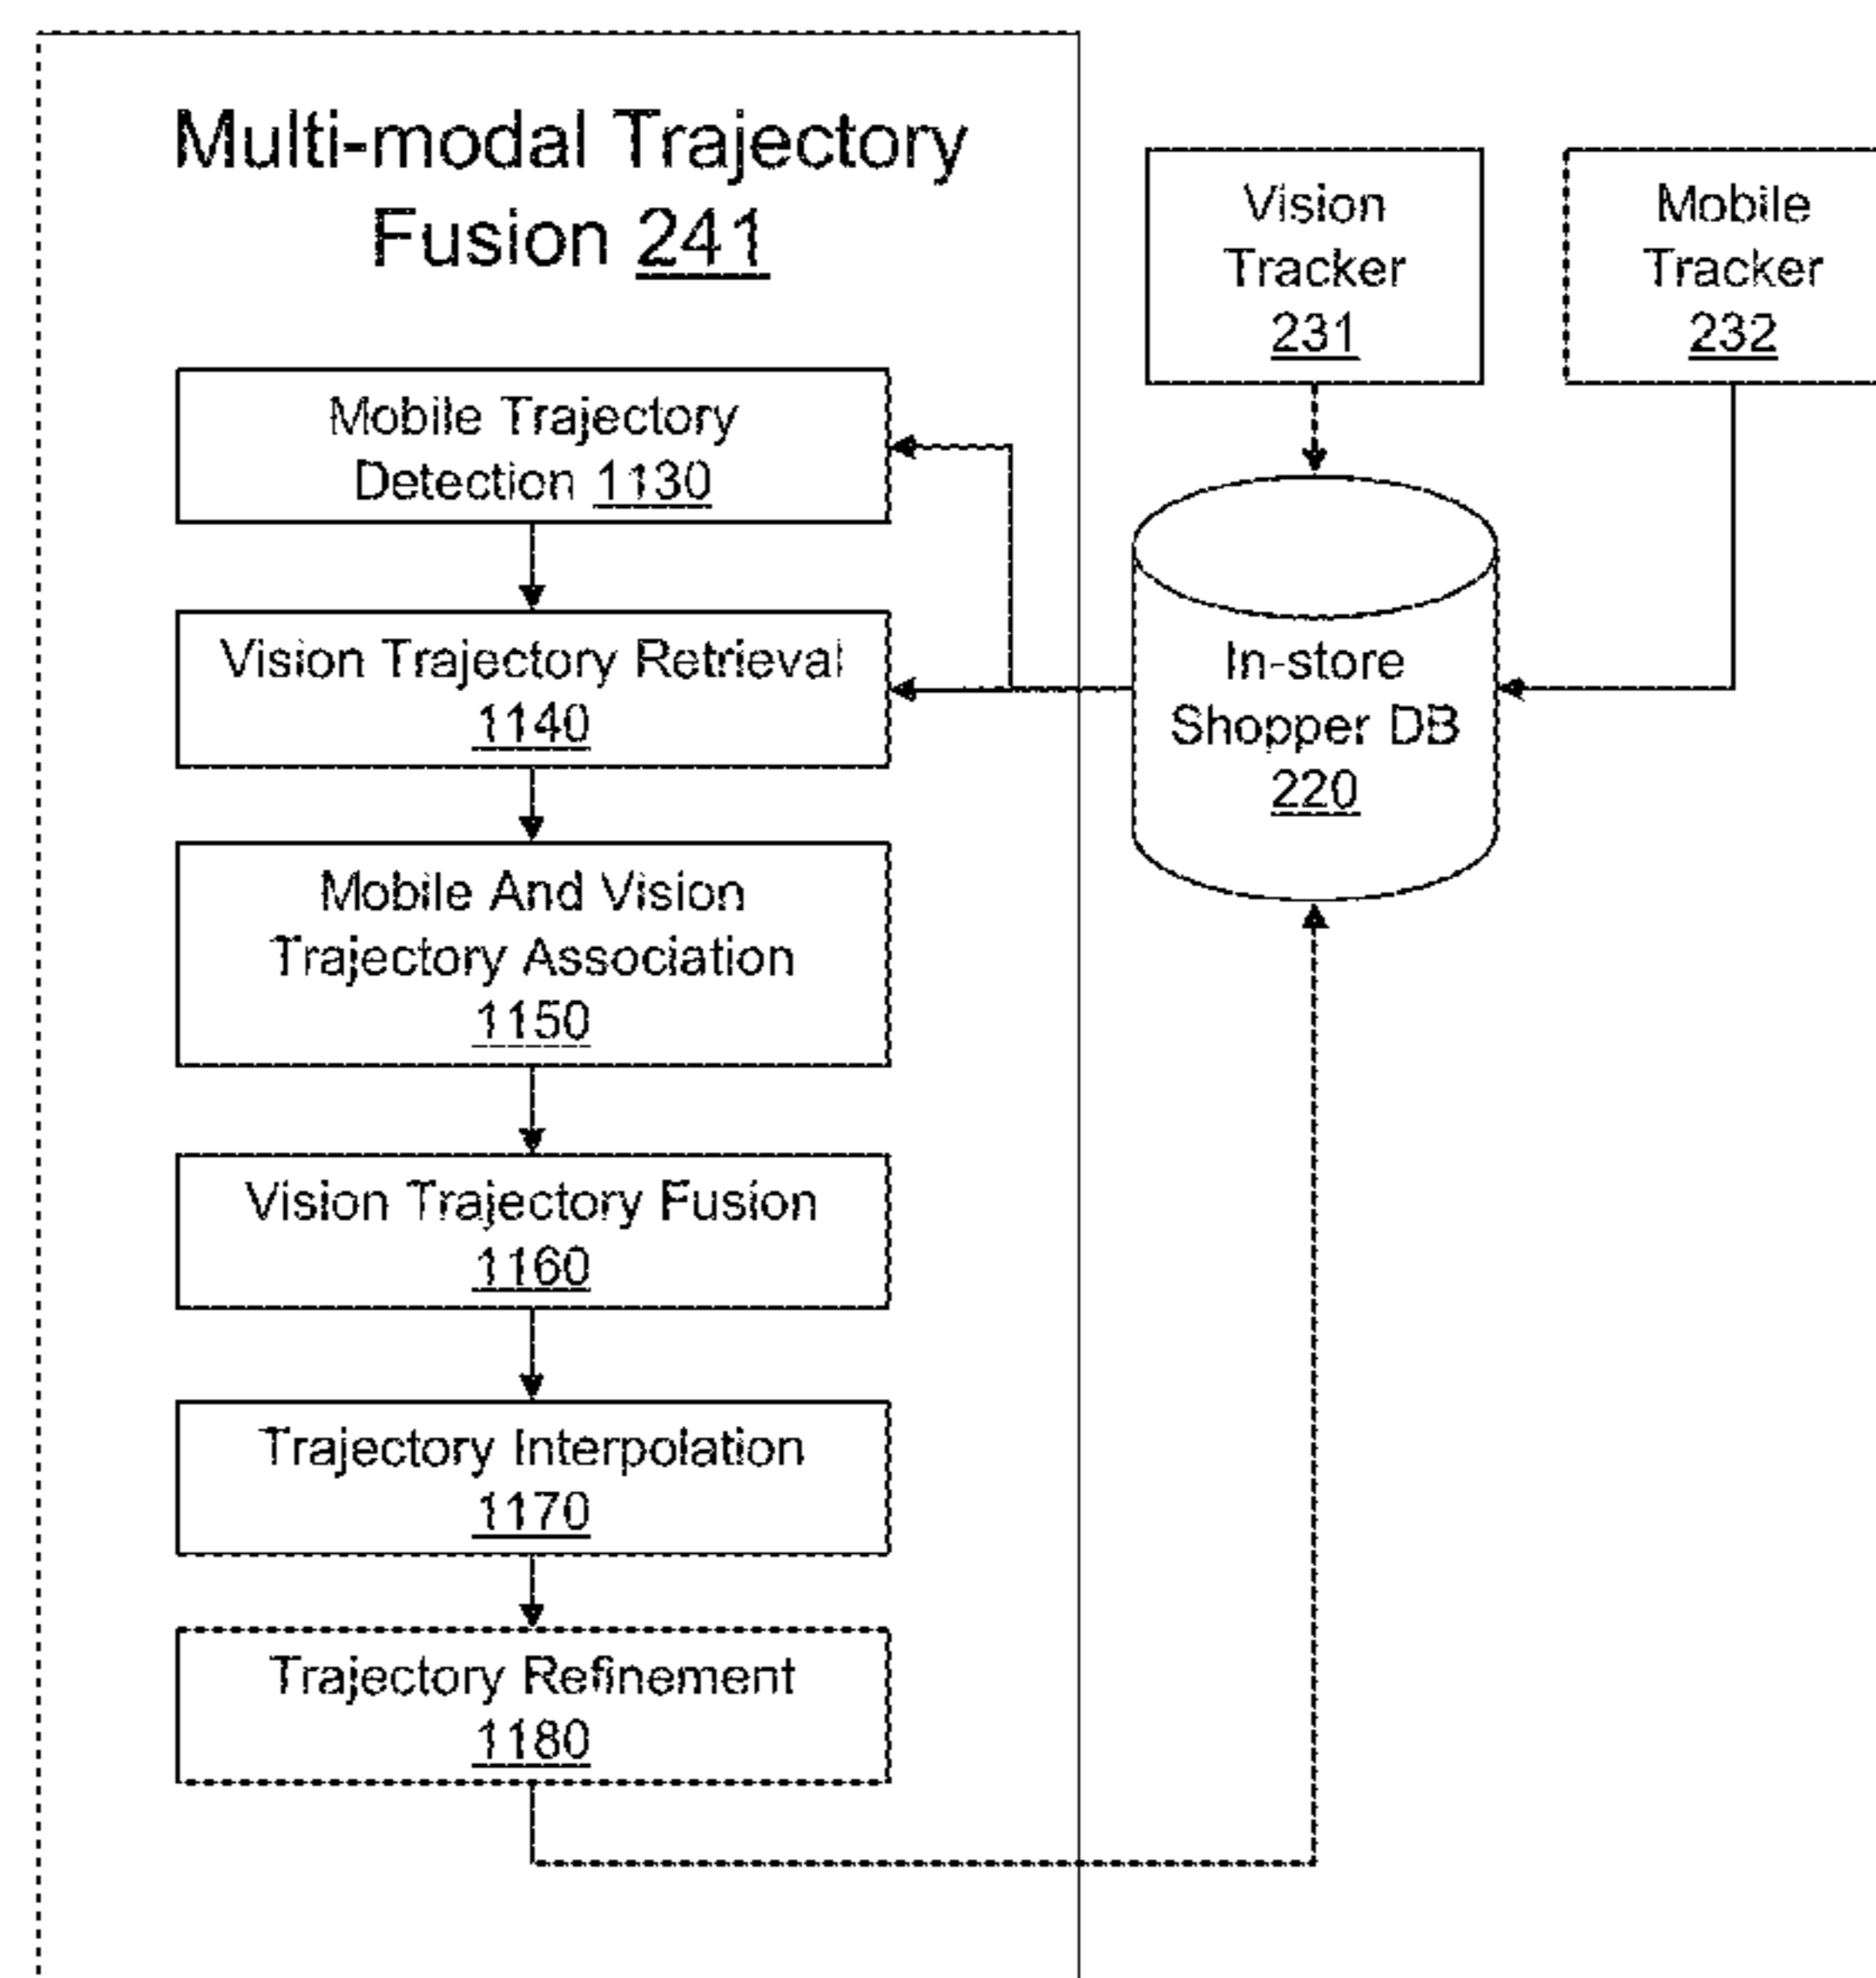 Multi-modal Trajectory
Fusion 241
Vision
Tracker
231
Mobile
Tracker
232
Mobile Trajectory
Detection 1130
Vision Trajectory Retrieval
1140
In-store
Shopper DB
220
Mobile And Vision
Trajectory Association
1150
Vision Trajectory Fusion
1160
Trajectory Interpolation
1170
Trajectory Refinement
1180